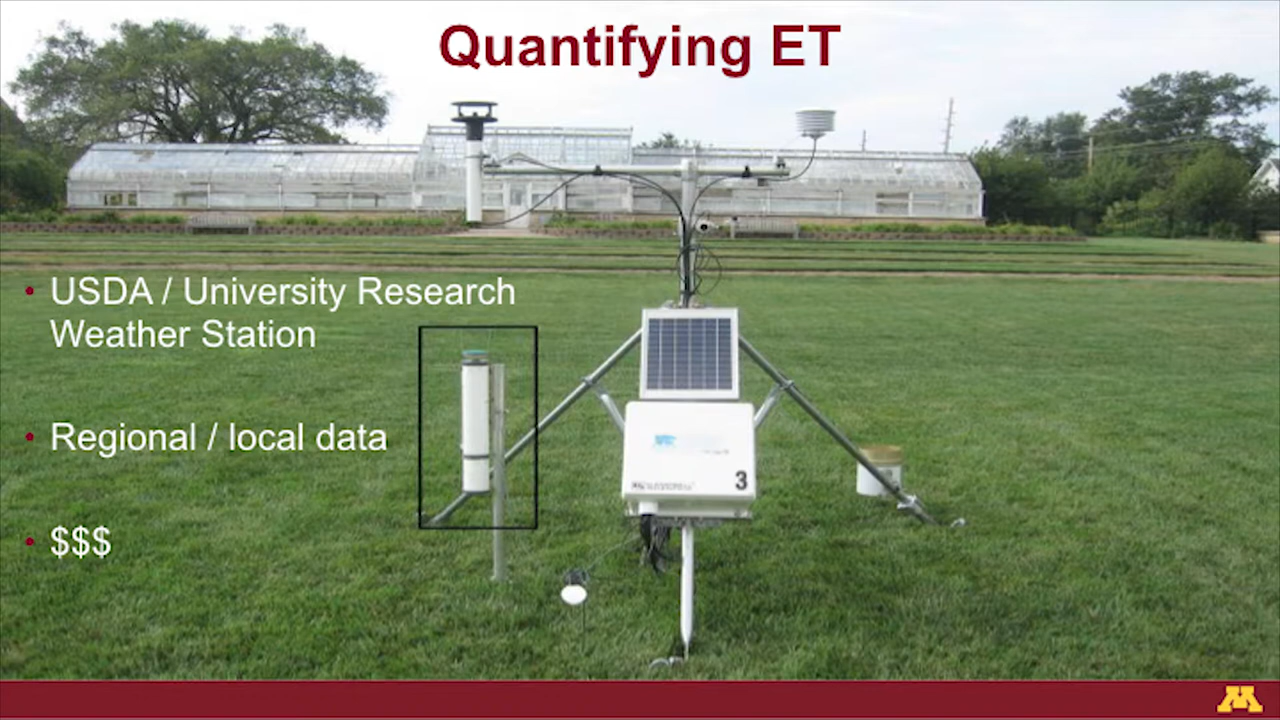 Quantifying ET
• USDA / University Research
Weather Station
• Regional / local data
• $$$
3
M